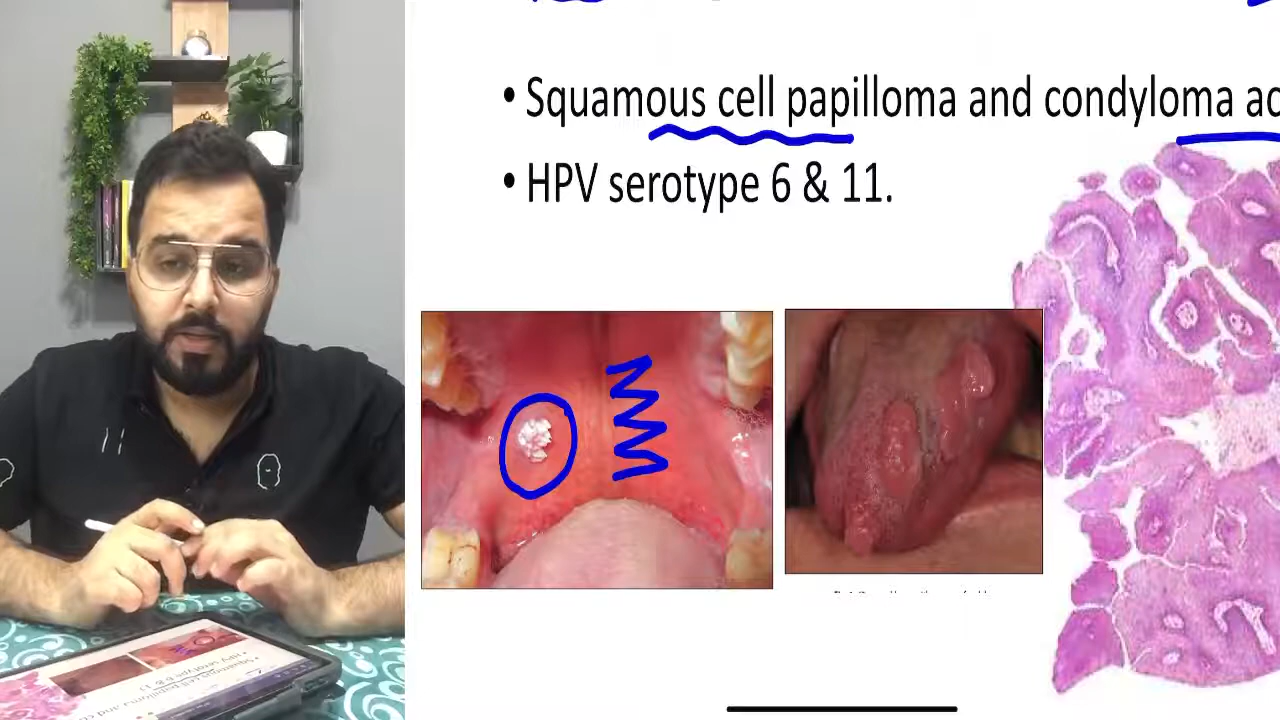 • Squamous cell papilloma and condyloma ac
• HPV serotype 6 & 11.